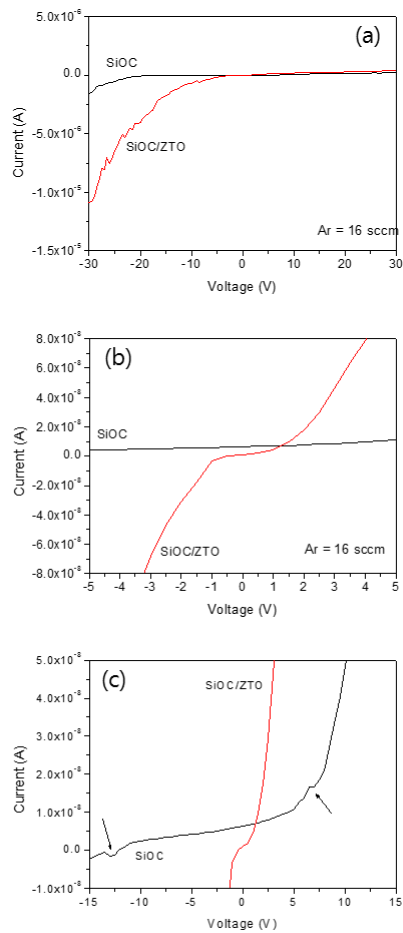 5.0x10⁻⁶
(a)
SiOC
0.0
-5.0x10⁻⁶
SiOC/ZTO
-1.0x10⁻⁵
Ar = 16 sccm
-1.5x10⁻⁵
Current (A)
-30 -20 -10 0 10 20 30
Voltage (V)
8.0x10⁻⁸
(b)
6.0x10⁻⁸
4.0x10⁻⁸
2.0x10⁻⁸
SiOC
0.0
-2.0x10⁻⁸
-4.0x10⁻⁸
-6.0x10⁻⁸
SiOC/ZTO
Ar = 16 sccm
-8.0x10⁻⁸
Current (A)
-5 -4 -3 -2 -1 0 1 2 3 4 5
Voltage (V)
5.0x10⁻⁸
(c)
SiOC/ZTO
4.0x10⁻⁸
3.0x10⁻⁸
2.0x10⁻⁸
1.0x10⁻⁸
0.0
SiOC
-1.0x10⁻⁸
Current (A)
-15 -10 -5 0 5 10 15
Voltage (V)